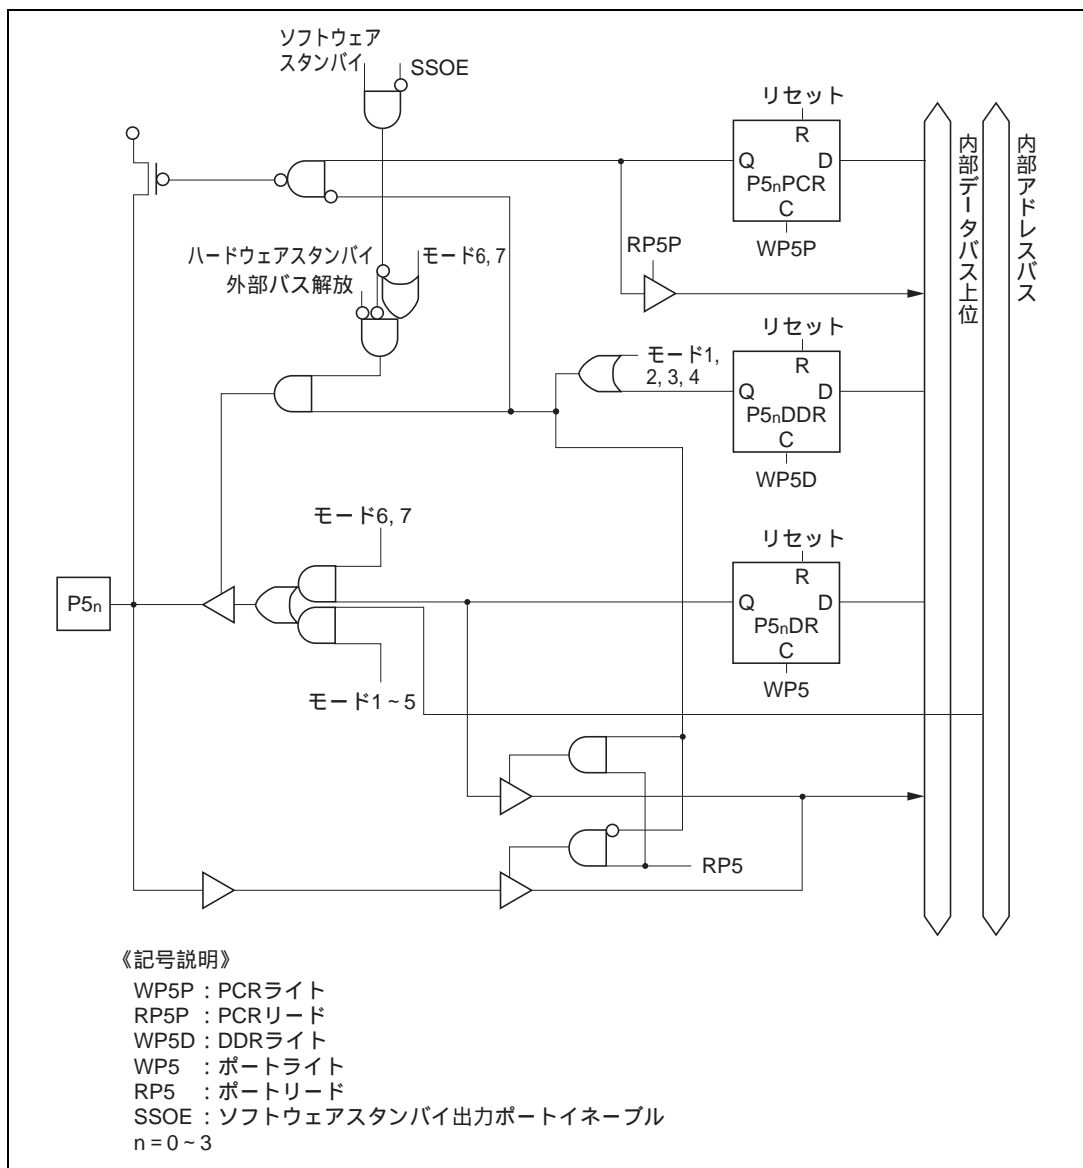 ソフトウェア
スタンバイ
SSOE
リセット
R
Q D
P5nPCR
C
WP5P
RP5P
ハードウェアスタンバイ
外部バス解放
モード6, 7
リセット
R
モード1,
2, 3, 4
Q D
P5nDDR
C
WP5D
モード6, 7
リセット
R
Q D
P5nDR
C
WP5
P5n
モード1～5
RP5
内部データバス上位
内部アドレスバス
《記号説明》
WP5P : PCRライト
RP5P : PCRリード
WP5D : DDRライト
WP5 : ポートライト
RP5 : ポートリード
SSOE : ソフトウェアスタンバイ出力ポートイネーブル
n = 0～3